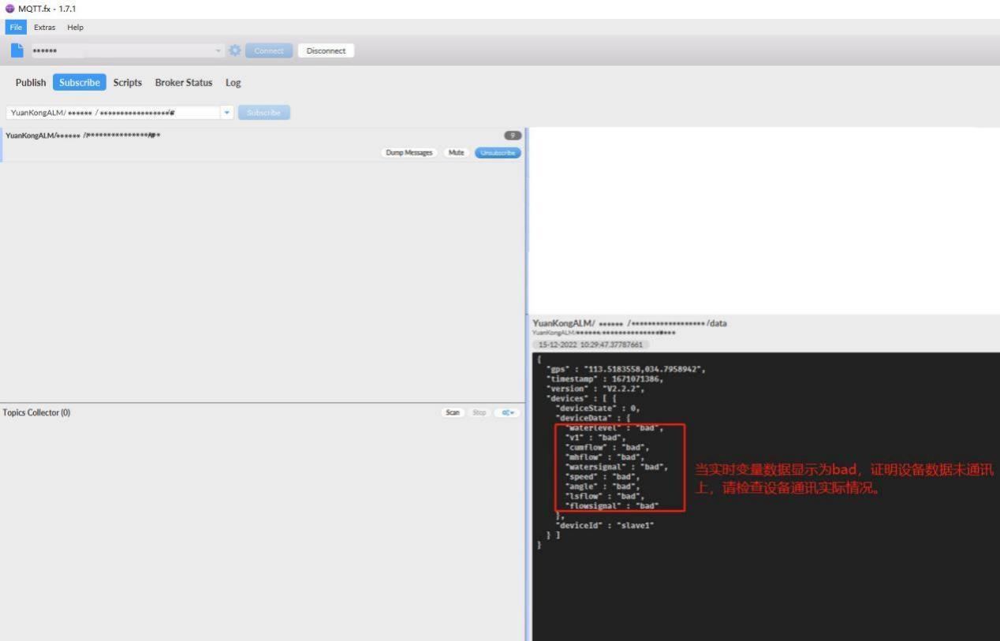 MQTT.fx - 1.7.1
File Extras Help
****** Connect Disconnect
Publish Subscribe Scripts Broker Status Log
YuanKongALM/ ****** / *****************/# Subscribe
YuanKongALM/****** /****************/#* 9
Dump Messages Mute Unsubscribe
Topics Collector (0) Scan Stop
YuanKongALM/ ****** /****************** /data
YuanKongALM/******/****************#***
15-12-2022 10:29:47.37787661
{
"gps" : "113.5183558,034.7958942",
"timestamp" : 1671071386,
"version" : "V2.2.2",
"devices" : [ {
"deviceState" : 0,
"deviceData" : {
"waterlevel" : "bad",
"v1" : "bad",
"cumflow" : "bad",
"mhflow" : "bad",
"watersignal" : "bad",
"speed" : "bad",
"angle" : "bad",
"lsflow" : "bad",
"flowsignal" : "bad"
},
"deviceId" : "slave1"
} ]
}
当实时变量数据显示为bad，证明设备数据未通讯
上，请检查设备通讯实际情况。